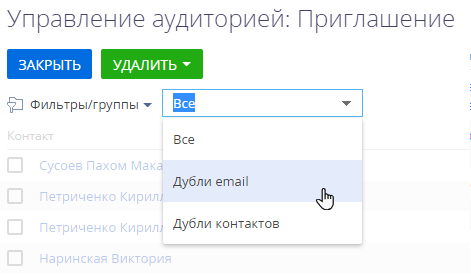 Управление аудиторией: Приглашение
ЗАКРЫТЬ УДАЛИТЬ
Фильтры/группы Все
Контакт
Все
Сусоев Пахом Мака
Дубли email
Петриченко Кирилл
Петриченко Кирилл
Дубли контактов
Наринская Виктория